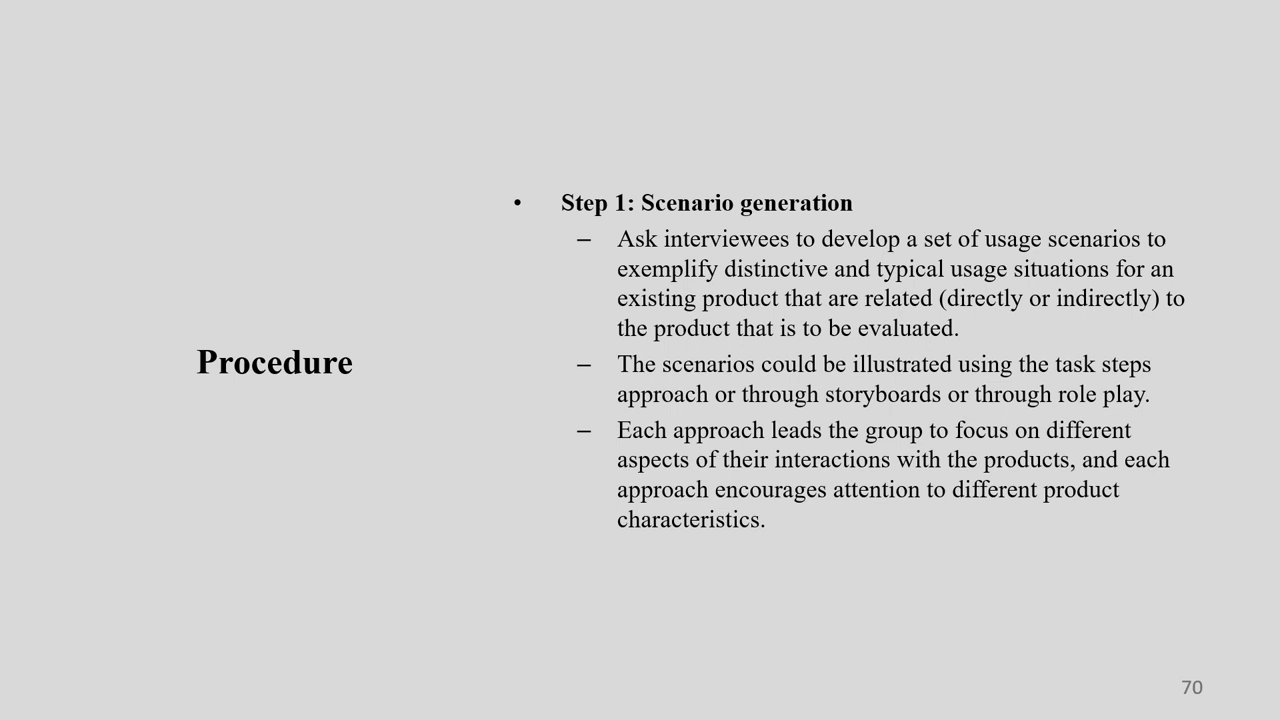 Procedure
• Step 1: Scenario generation
– Ask interviewees to develop a set of usage scenarios to
exemplify distinctive and typical usage situations for an
existing product that are related (directly or indirectly) to
the product that is to be evaluated.
– The scenarios could be illustrated using the task steps
approach or through storyboards or through role play.
– Each approach leads the group to focus on different
aspects of their interactions with the products, and each
approach encourages attention to different product
characteristics.
70